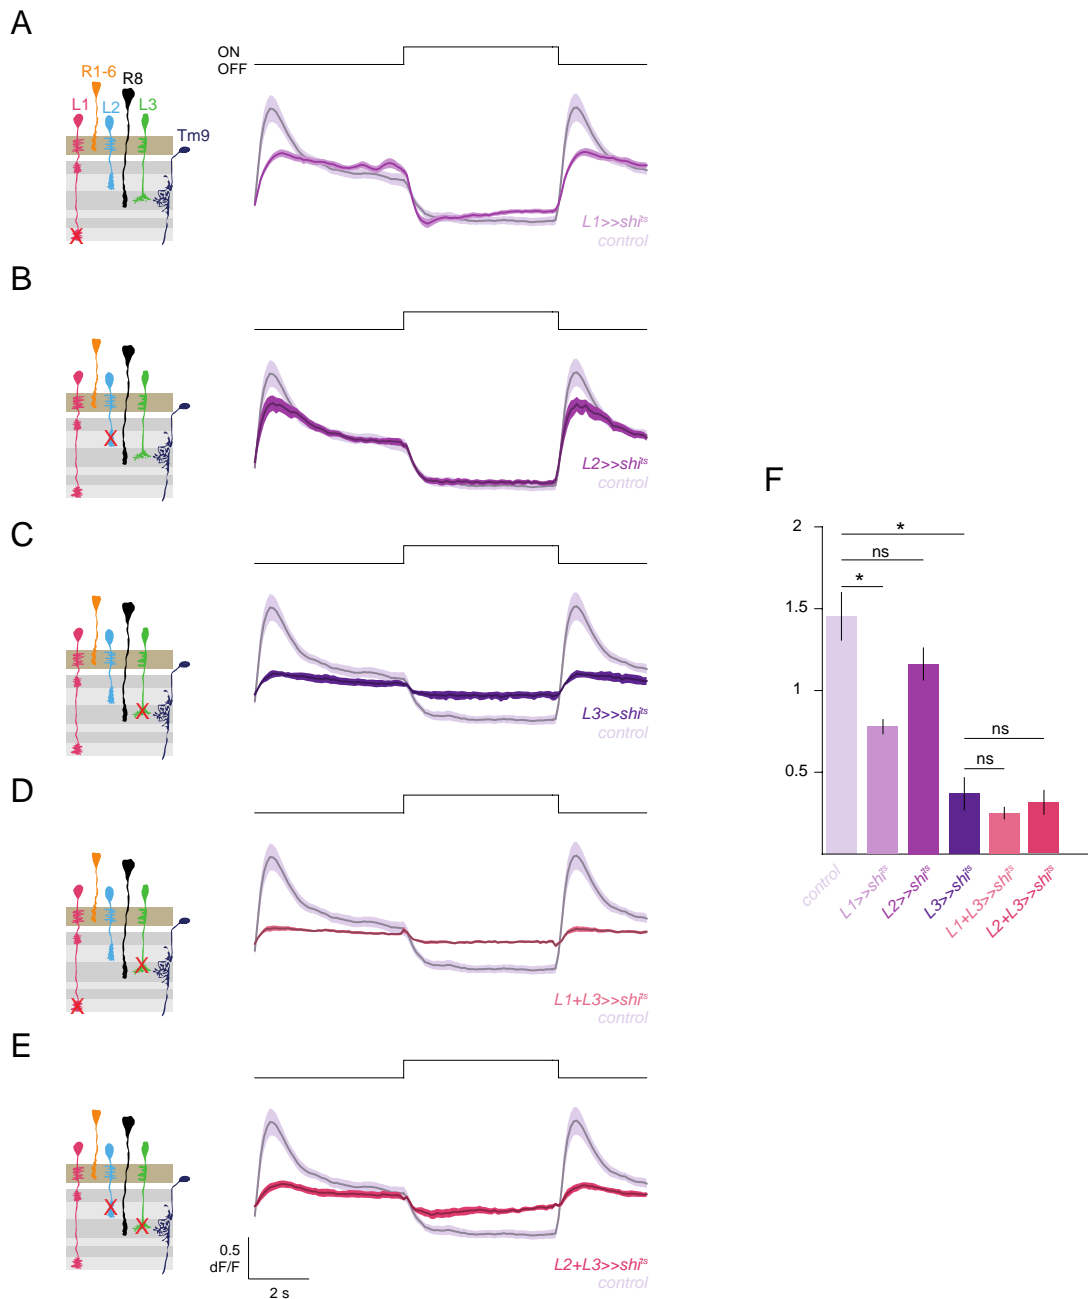 A
ON
OFF
R1-6
R8
L1
L2
L3
Tm9
L1>>shiᵗˢ
control
B
L2>>shiᵗˢ
control
C
L3>>shiᵗˢ
control
D
L1+L3>>shiᵗˢ
control
E
0.5
dF/F
2 s
L2+L3>>shiᵗˢ
control
F
2
1.5
1
0.5
*
ns
*
ns
ns
control
L1>>shiᵗˢ
L2>>shiᵗˢ
L3>>shiᵗˢ
L1+L3>>shiᵗˢ
L2+L3>>shiᵗˢ